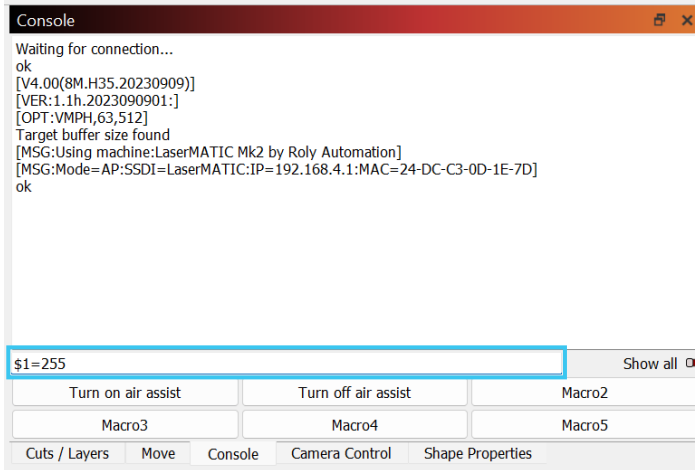 Console
Waiting for connection...
ok
[V4.00(8M.H35.20230909)]
[VER:1.1h.2023090901:]
[OPT:VMPH,63,512]
Target buffer size found
[MSG:Using machine:LaserMATIC Mk2 by Roly Automation]
[MSG:Mode=AP:SSDI=LaserMATIC:IP=192.168.4.1:MAC=24-DC-C3-0D-1E-7D]
ok
$1=255 Show all
Turn on air assist Turn off air assist Macro2
Macro3 Macro4 Macro5
Cuts / Layers Move Console Camera Control Shape Properties